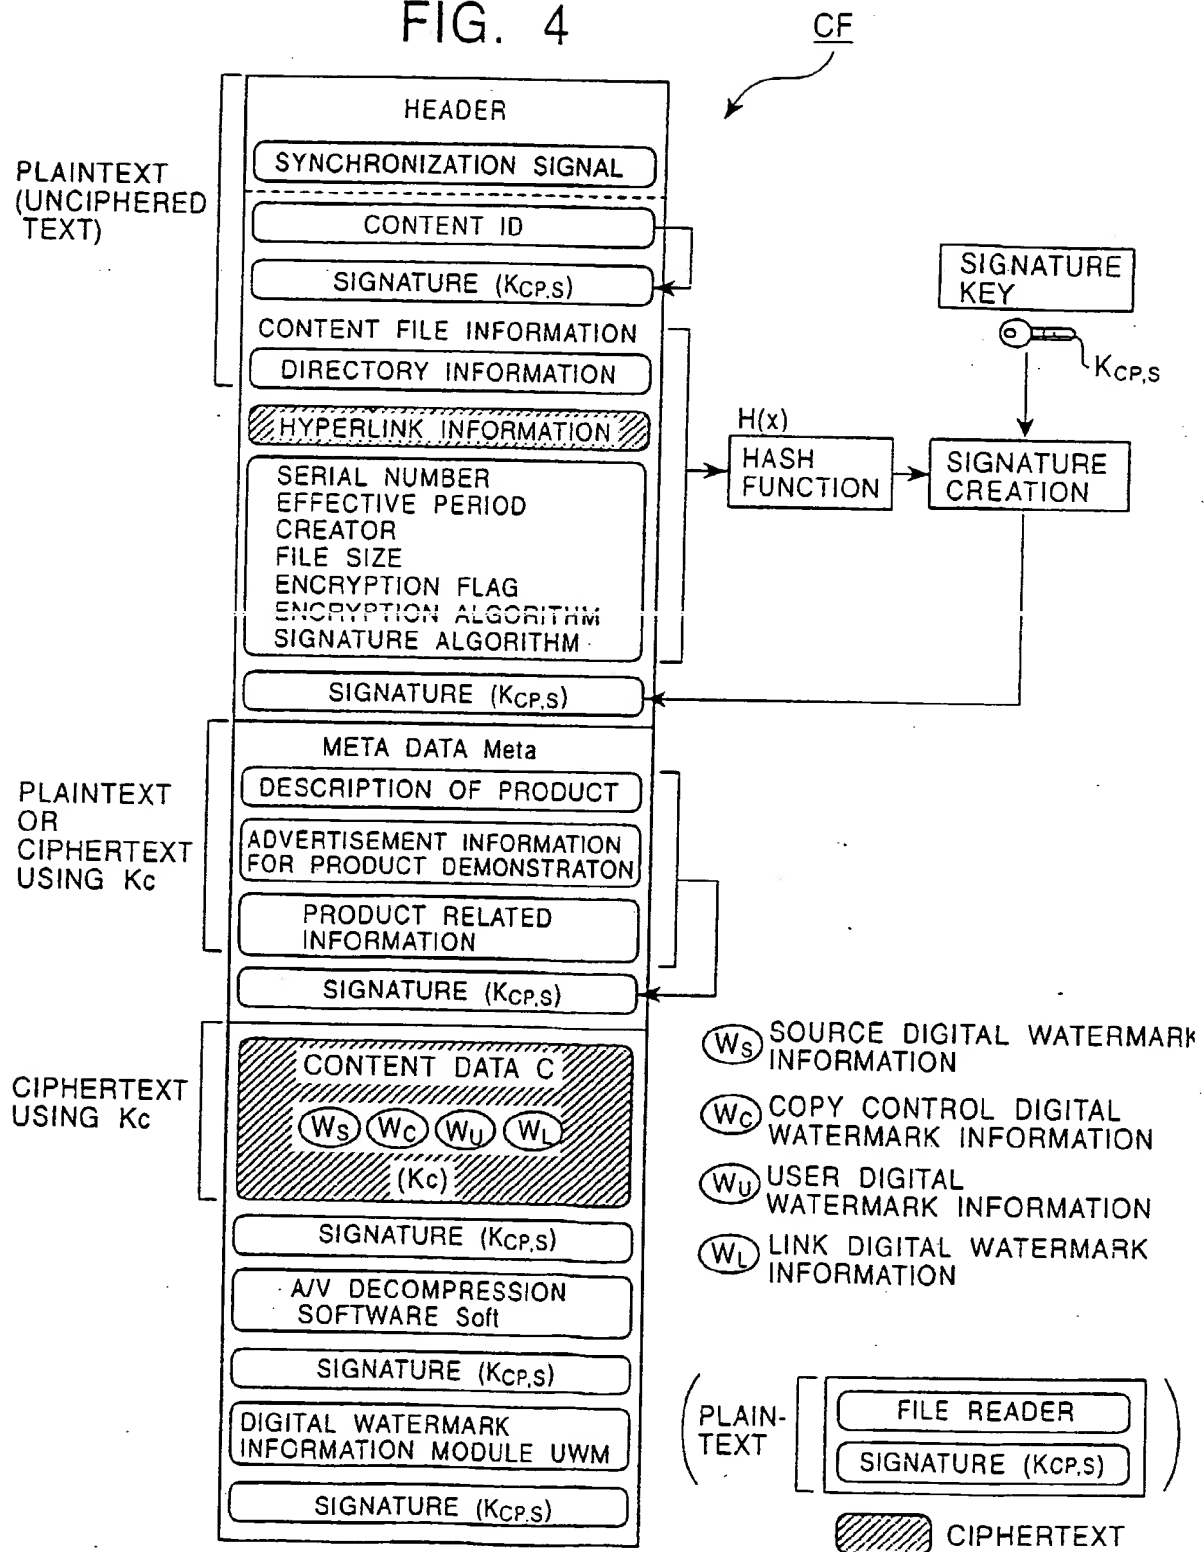 FIG. 4
CF
HEADER
SYNCHRONIZATION SIGNAL
PLAINTEXT
(UNCIPHERED
TEXT)
CONTENT ID
SIGNATURE (KCP,S)
CONTENT FILE INFORMATION
DIRECTORY INFORMATION
HYPERLINK INFORMATION
SERIAL NUMBER
EFFECTIVE PERIOD
CREATOR
FILE SIZE
ENCRYPTION FLAG
ENCRYPTION ALGORITHM
SIGNATURE ALGORITHM
SIGNATURE (KCP,S)
SIGNATURE
KEY
KCP,S
H(x)
HASH
FUNCTION
SIGNATURE
CREATION
PLAINTEXT
OR
CIPHERTEXT
USING Kc
META DATA Meta
DESCRIPTION OF PRODUCT
ADVERTISEMENT INFORMATION
FOR PRODUCT DEMONSTRATON
PRODUCT RELATED
INFORMATION
SIGNATURE (KCP,S)
CIPHERTEXT
USING Kc
CONTENT DATA C
WS WC WU WL
(Kc)
SIGNATURE (KCP,S)
A/V DECOMPRESSION
SOFTWARE Soft
SIGNATURE (KCP,S)
DIGITAL WATERMARK
INFORMATION MODULE UWM
SIGNATURE (KCP,S)
WS SOURCE DIGITAL WATERMARK
INFORMATION
WC COPY CONTROL DIGITAL
WATERMARK INFORMATION
WU USER DIGITAL
WATERMARK INFORMATION
WL LINK DIGITAL WATERMARK
INFORMATION
PLAIN-
TEXT
FILE READER
SIGNATURE (KCP,S)
CIPHERTEXT